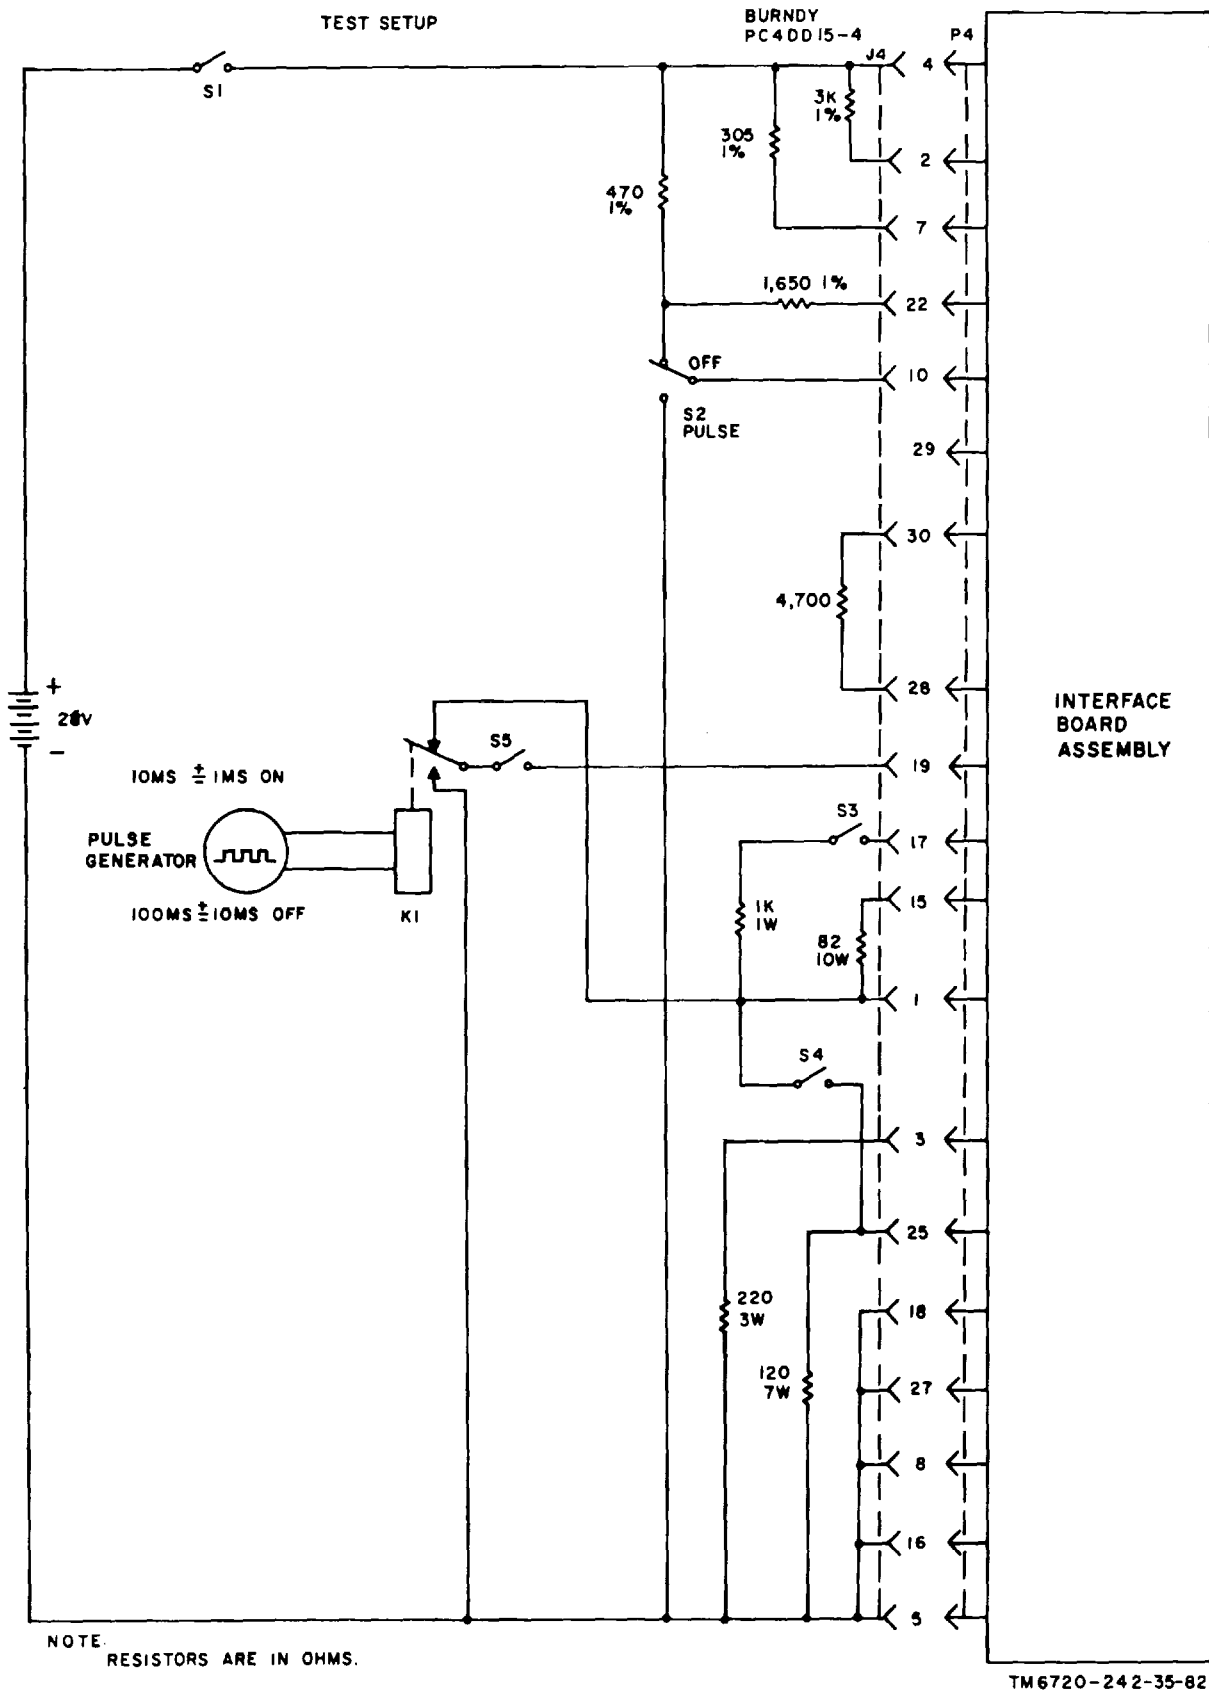 TEST SETUP
BURNDY
PC4DD15-4
J4
P4
S1
4
3K
1%
305
1%
2
470
1%
7
1,650 1%
22
OFF
10
S2
PULSE
29
30
4,700
28
INTERFACE
BOARD
ASSEMBLY
+
28V
-
S5
19
10MS ± 1MS ON
S3
17
PULSE
GENERATOR
15
100MS ± 10MS OFF
K1
1K
1W
82
10W
1
S4
3
25
220
3W
18
120
7W
27
8
16
5
NOTE.
RESISTORS ARE IN OHMS.
TM6720-242-35-82